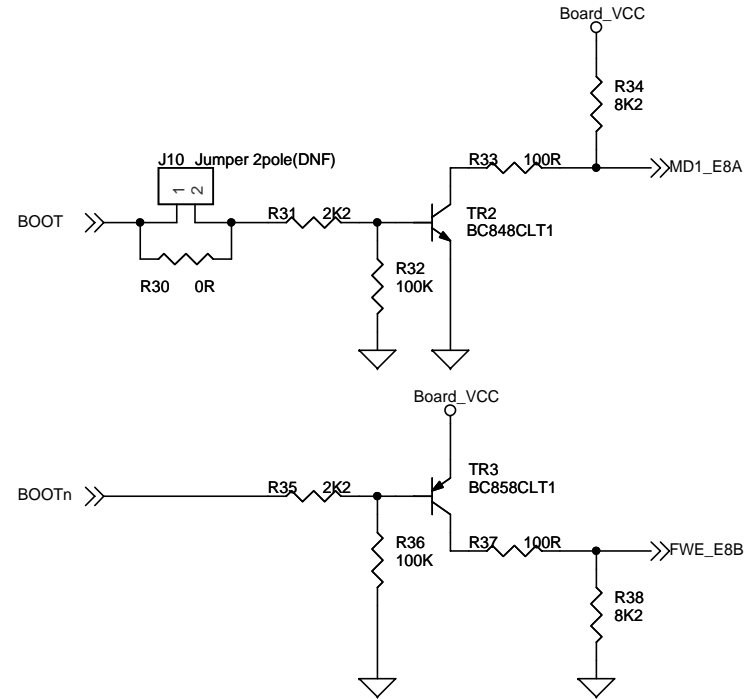 Board_VCC
R34
8K2
J10 Jumper 2pole(DNF)
1 2
R33 100R
MD1_E8A
BOOT
R31 2K2
TR2
BC848CLT1
R32
100K
R30 0R
Board_VCC
TR3
BC858CLT1
BOOTn
R35 2K2
R36
100K
R37 100R
FWE_E8B
R38
8K2